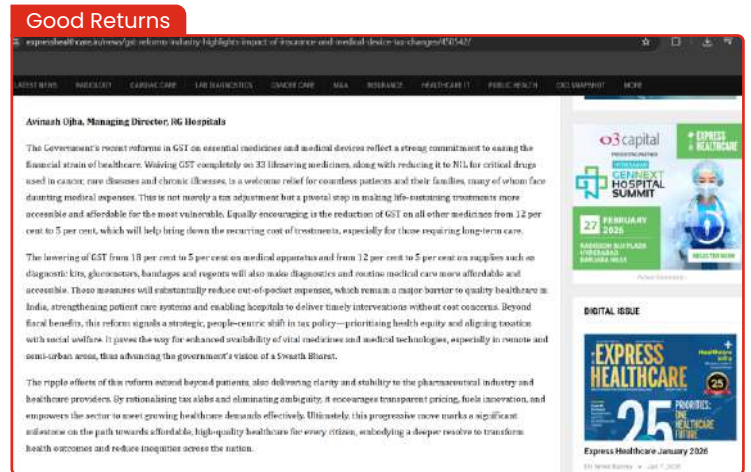 Good Returns
expresshealthcare.in/news/gst-reforms-industry-highlights-impact-of-insurance-and-medical-device-tax-changes/450542/
LATEST NEWS RADIOLOGY CARDIAC CARE LAB DIAGNOSTICS CANCER CARE M&A INSURANCE HEALTHCARE IT PUBLIC HEALTH CXO SNAPSHOT MORE
Avinash Ojha, Managing Director, RG Hospitals
The Government's recent reforms in GST on essential medicines and medical devices reflect a strong commitment to easing the
financial strain of healthcare. Waiving GST completely on 33 lifesaving medicines, along with reducing it to NIL for critical drugs
used in cancer, rare diseases and chronic illnesses, is a welcome relief for countless patients and their families, many of whom face
daunting medical expenses. This is not merely a tax adjustment but a pivotal step in making life-sustaining treatments more
accessible and affordable for the most vulnerable. Equally encouraging is the reduction of GST on all other medicines from 12 per
cent to 5 per cent, which will help bring down the recurring cost of treatments, especially for those requiring long-term care.
The lowering of GST from 18 per cent to 5 per cent on medical apparatus and from 12 per cent to 5 per cent on supplies such as
diagnostic kits, glucometers, bandages and regents will also make diagnostics and routine medical care more affordable and
accessible. These measures will substantially reduce out-of-pocket expenses, which remain a major barrier to quality healthcare in
India, strengthening patient care systems and enabling hospitals to deliver timely interventions without cost concerns. Beyond
fiscal benefits, this reform signals a strategic, people-centric shift in tax policy—prioritising health equity and aligning taxation
with social welfare. It paves the way for enhanced availability of vital medicines and medical technologies, especially in remote and
semi-urban areas, thus advancing the government's vision of a Swasth Bharat.
The ripple effects of this reform extend beyond patients, also delivering clarity and stability to the pharmaceutical industry and
healthcare providers. By rationalising tax slabs and eliminating ambiguity, it encourages transparent pricing, fuels innovation, and
empowers the sector to meet growing healthcare demands effectively. Ultimately, this progressive move marks a significant
milestone on the path towards affordable, high-quality healthcare for every citizen, embodying a deeper resolve to transform
health outcomes and reduce inequities across the nation.
o3 capital
EXPRESS
HEALTHCARE
GENNEXT
HOSPITAL
SUMMIT
27 FEBRUARY
2026
RADISSON BLU PLAZA
HYDERABAD
BANJARA HILLS
REGISTER NOW
Advertisement
DIGITAL ISSUE
EXPRESS
HEALTHCARE
25
25 PRIORITIES:
ONE
HEALTHCARE
FUTURE
Express Healthcare January 2026
Jan 7, 2026